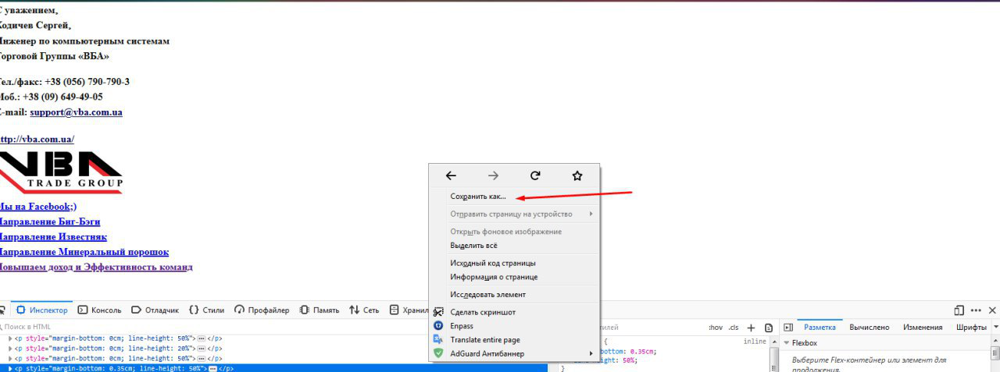 С уважением,
Ходичев Сергей,
Инженер по компьютерным системам
Торговой Группы «ВБА»
Тел./факс: +38 (056) 790-790-3
Моб.: +38 (09) 649-49-05
E-mail: support@vba.com.ua
http://vba.com.ua/
VBA
TRADE GROUP
Мы на Facebook;)
Направление Биг-Бэги
Направление Известняк
Направление Минеральный порошок
Повышаем доход и Эффективность команд
Сохранить как...
Отправить страницу на устройство
Открыть фоновое изображение
Выделить всё
Исходный код страницы
Информация о странице
Исследовать элемент
Сделать скриншот
Enpass
Translate entire page
AdGuard Антибаннер
Инспектор Консоль Отладчик {} Стили Профайлер Память Сеть Хранил
Поиск в HTML
<p style="margin-bottom: 0cm; line-height: 50%">⋯</p>
<p style="margin-bottom: 0cm; line-height: 20%">⋯</p>
<p style="margin-bottom: 0cm; line-height: 50%">⋯</p>
<p style="margin-bottom: 0.35cm; line-height: 50%">⋯</p>
тилей :hov .cls +
{ inline
bottom: 0.35cm;
height: 50%;
}
Разметка Вычислено Изменения Шрифты
Flexbox
Выберите Flex-контейнер или элемент для
продолжения.